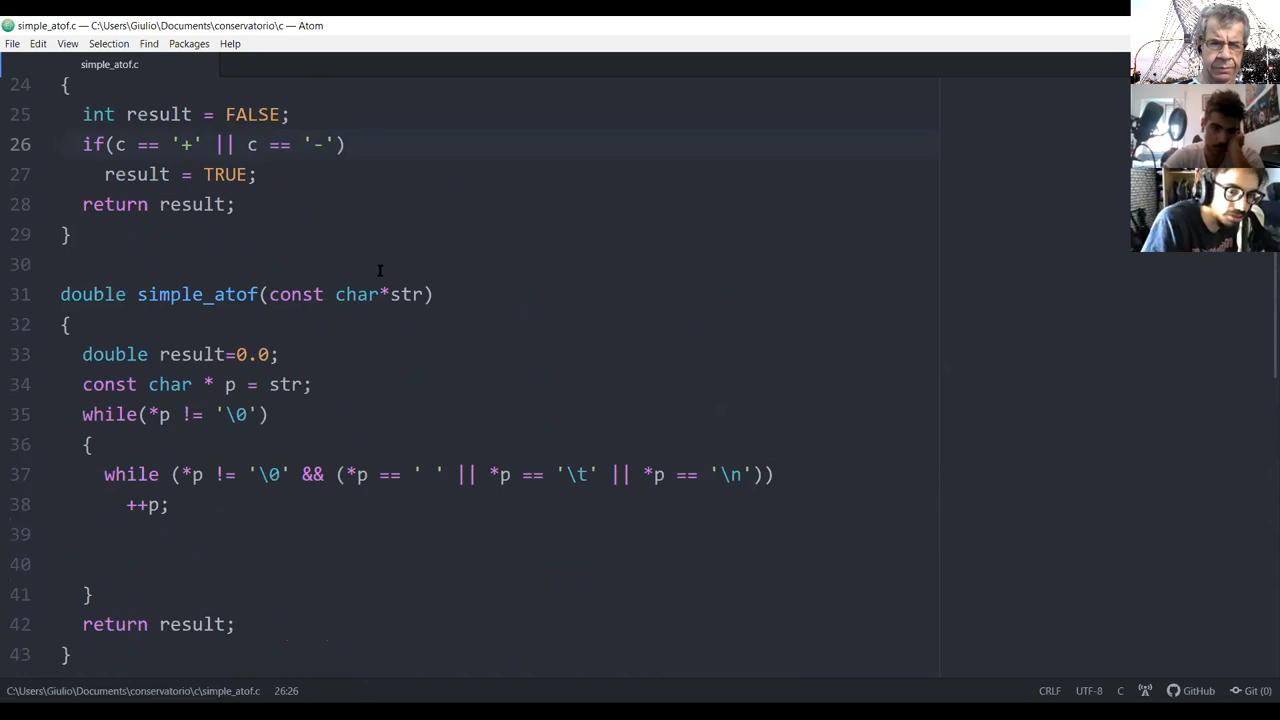 simple_atof.c — C:\Users\Giulio\Documents\conservatorio\c — Atom
File Edit View Selection Find Packages Help
simple_atof.c
24 {
25 int result = FALSE;
26 if(c == '+' || c == '-')
27 result = TRUE;
28 return result;
29 }
30
31 double simple_atof(const char*str)
32 {
33 double result=0.0;
34 const char * p = str;
35 while(*p != '\0')
36 {
37 while (*p != '\0' && (*p == ' ' || *p == '\t' || *p == '\n'))
38 ++p;
39
40
41 }
42 return result;
43 }
C:\Users\Giulio\Documents\conservatorio\c\simple_atof.c 26:26 CRLF UTF-8 C GitHub Git (0)